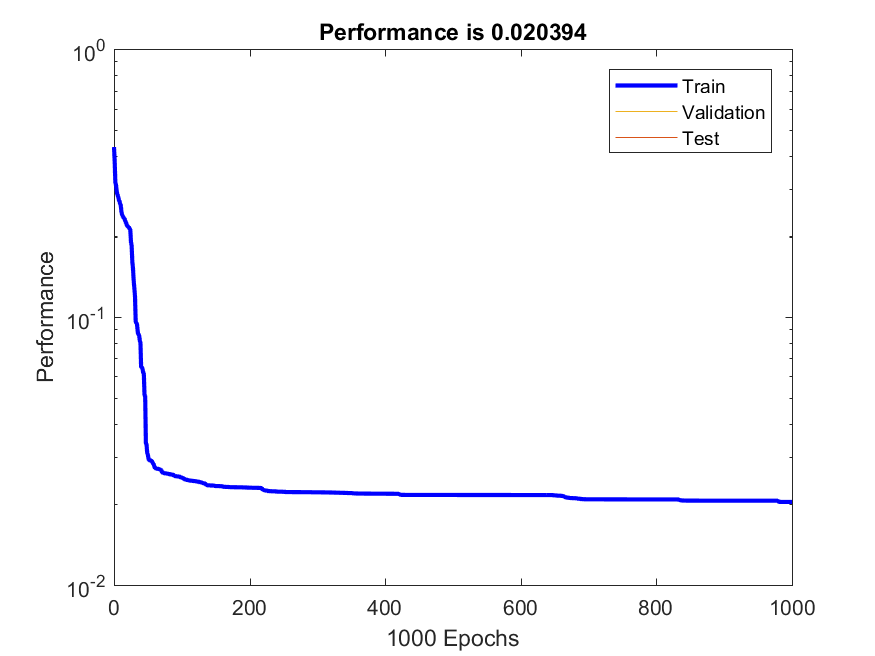 Performance is 0.020394
10^0
10^-1
10^-2
Performance
Train
Validation
Test
0 200 400 600 800 1000
1000 Epochs